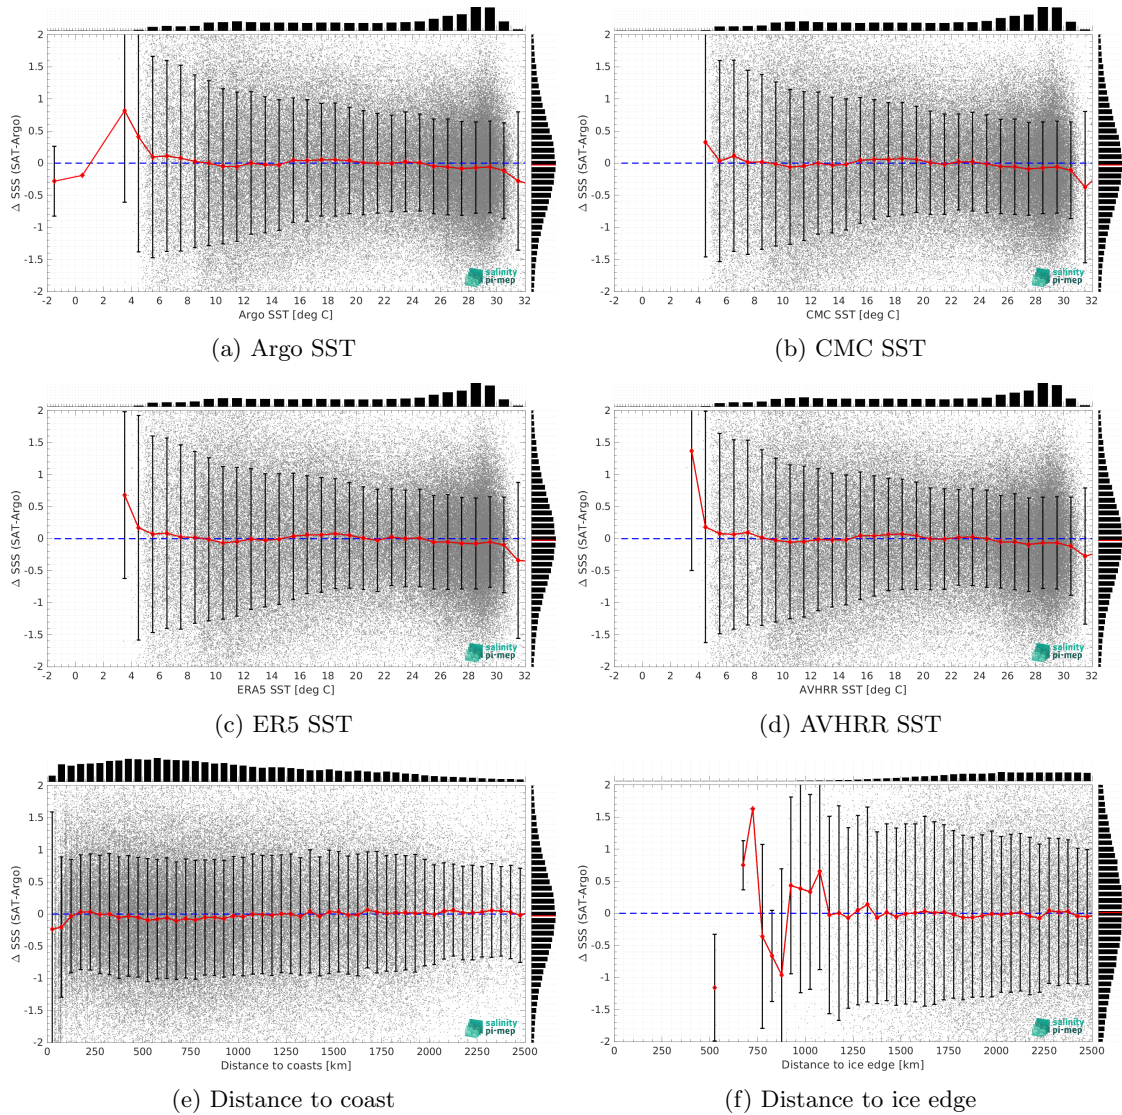 2
1.5
1
0.5
0
-0.5
-1
-1.5
-2
Δ SSS (SAT-Argo)
salinity
pi-mep
-2 0 2 4 6 8 10 12 14 16 18 20 22 24 26 28 30 32
Argo SST [deg C]
(a) Argo SST
2
1.5
1
0.5
0
-0.5
-1
-1.5
-2
Δ SSS (SAT-Argo)
salinity
pi-mep
-2 0 2 4 6 8 10 12 14 16 18 20 22 24 26 28 30 32
CMC SST [deg C]
(b) CMC SST
2
1.5
1
0.5
0
-0.5
-1
-1.5
-2
Δ SSS (SAT-Argo)
salinity
pi-mep
-2 0 2 4 6 8 10 12 14 16 18 20 22 24 26 28 30 32
ERA5 SST [deg C]
(c) ER5 SST
2
1.5
1
0.5
0
-0.5
-1
-1.5
-2
Δ SSS (SAT-Argo)
salinity
pi-mep
-2 0 2 4 6 8 10 12 14 16 18 20 22 24 26 28 30 32
AVHRR SST [deg C]
(d) AVHRR SST
2
1.5
1
0.5
0
-0.5
-1
-1.5
-2
Δ SSS (SAT-Argo)
salinity
pi-mep
0 250 500 750 1000 1250 1500 1750 2000 2250 2500
Distance to coasts [km]
(e) Distance to coast
2
1.5
1
0.5
0
-0.5
-1
-1.5
-2
Δ SSS (SAT-Argo)
salinity
pi-mep
0 250 500 750 1000 1250 1500 1750 2000 2250 2500
Distance to ice edge [km]
(f) Distance to ice edge